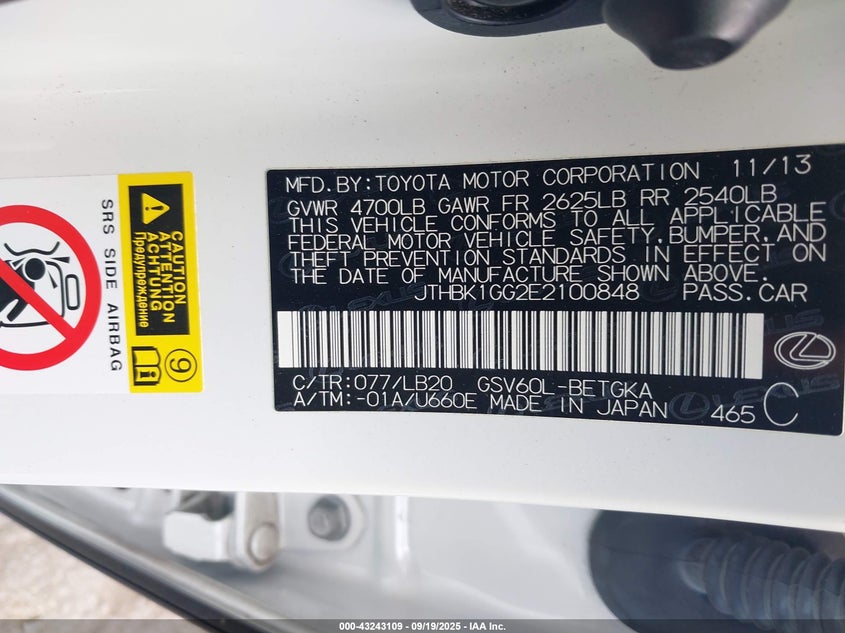 MFD.BY:TOYOTA MOTOR CORPORATION 11/13
GVWR 4700LB GAWR FR 2625LB RR 2540LB
THIS VEHICLE CONFORMS TO ALL APPLICABLE
FEDERAL MOTOR VEHICLE SAFETY,BUMPER,AND
THEFT PREVENTION STANDARDS IN EFFECT ON
THE DATE OF MANUFACTURE SHOWN ABOVE.
JTHBK1GG2E2100848 PASS.CAR
C/TR:077/LB20 GSV60L-BETGKA
A/TM:-01A/U660E MADE IN JAPAN 465 C
CAUTION
ATTENTION
ACHTUNG
Предупреждение
SRS SIDE AIRBAG
9
000-43243109 - 09/19/2025 - IAA Inc.